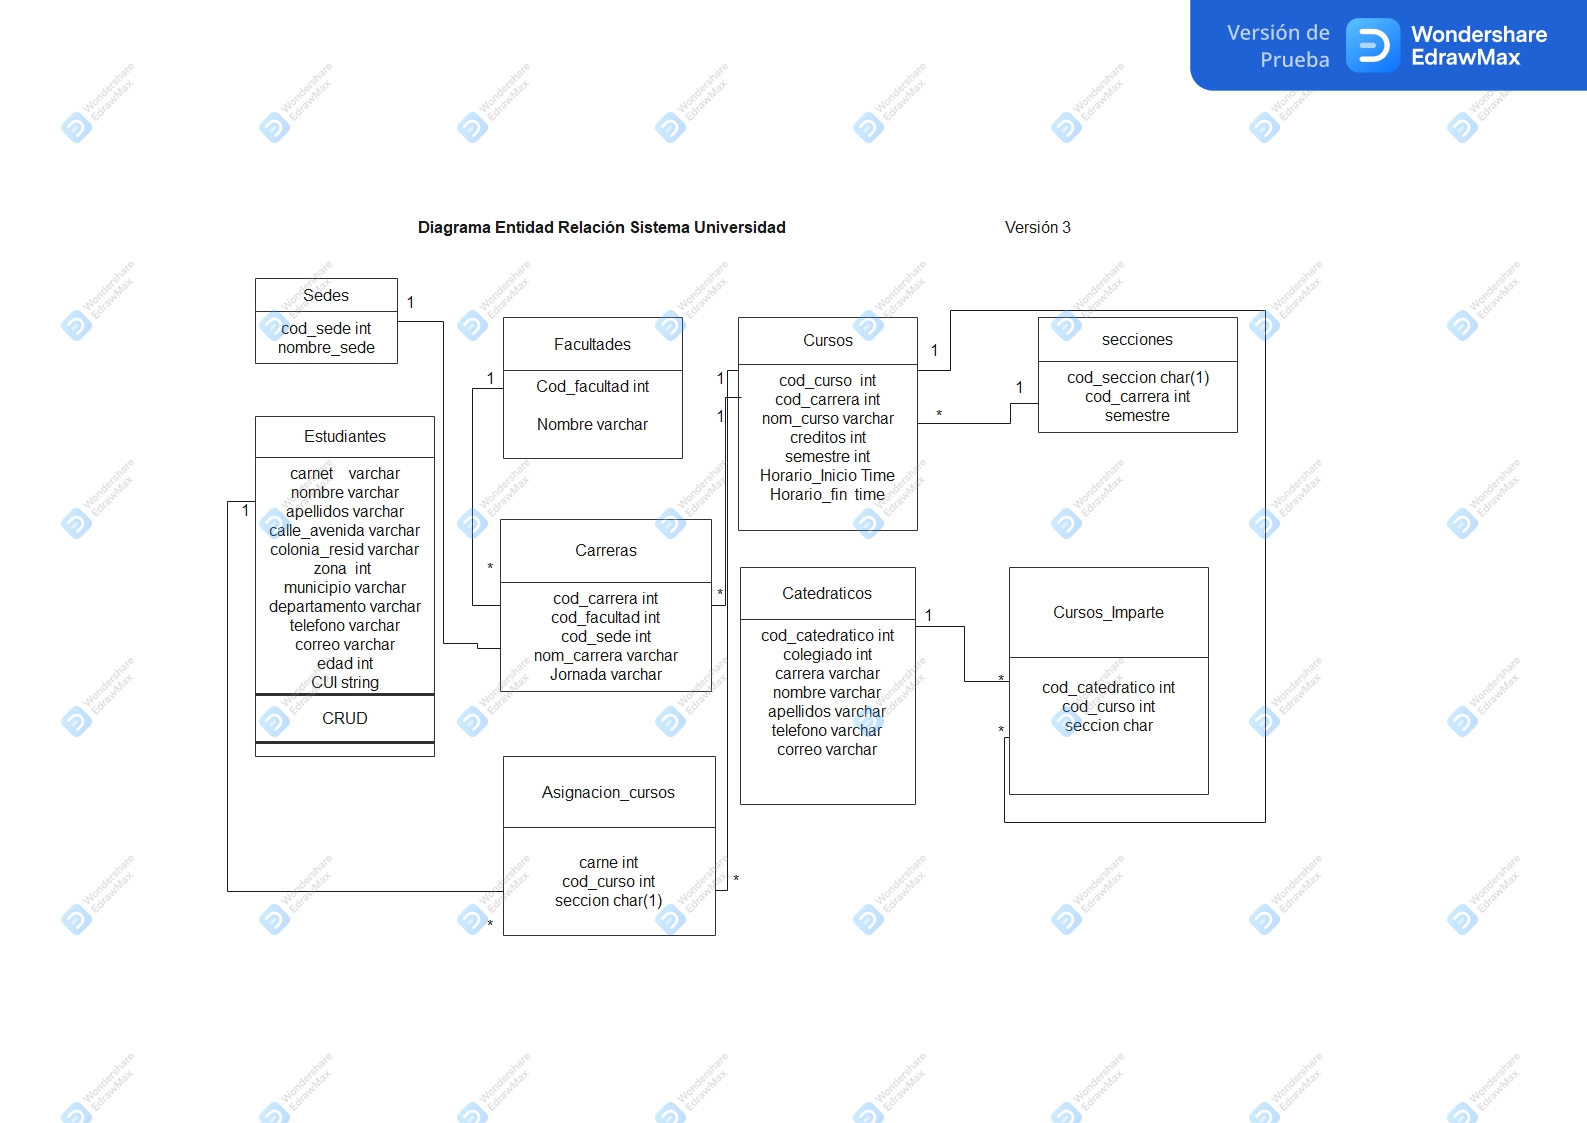 Versión de
Prueba
Wondershare
EdrawMax
Diagrama Entidad Relación Sistema Universidad
Versión 3
Sedes
cod_sede int
nombre_sede
1
Estudiantes
carnet varchar
nombre varchar
apellidos varchar
calle_avenida varchar
colonia_resid varchar
zona int
municipio varchar
departamento varchar
telefono varchar
correo varchar
edad int
CUI string
CRUD
1
Facultades
Cod_facultad int
Nombre varchar
1
*
Carreras
cod_carrera int
cod_facultad int
cod_sede int
nom_carrera varchar
Jornada varchar
*
Asignacion_cursos
carne int
cod_curso int
seccion char(1)
*
*
Cursos
cod_curso int
cod_carrera int
nom_curso varchar
creditos int
semestre int
Horario_Inicio Time
Horario_fin time
1
1
1
*
secciones
cod_seccion char(1)
cod_carrera int
semestre
1
Catedraticos
cod_catedratico int
colegiado int
carrera varchar
nombre varchar
apellidos varchar
telefono varchar
correo varchar
1
Cursos_Imparte
cod_catedratico int
cod_curso int
seccion char
*
*